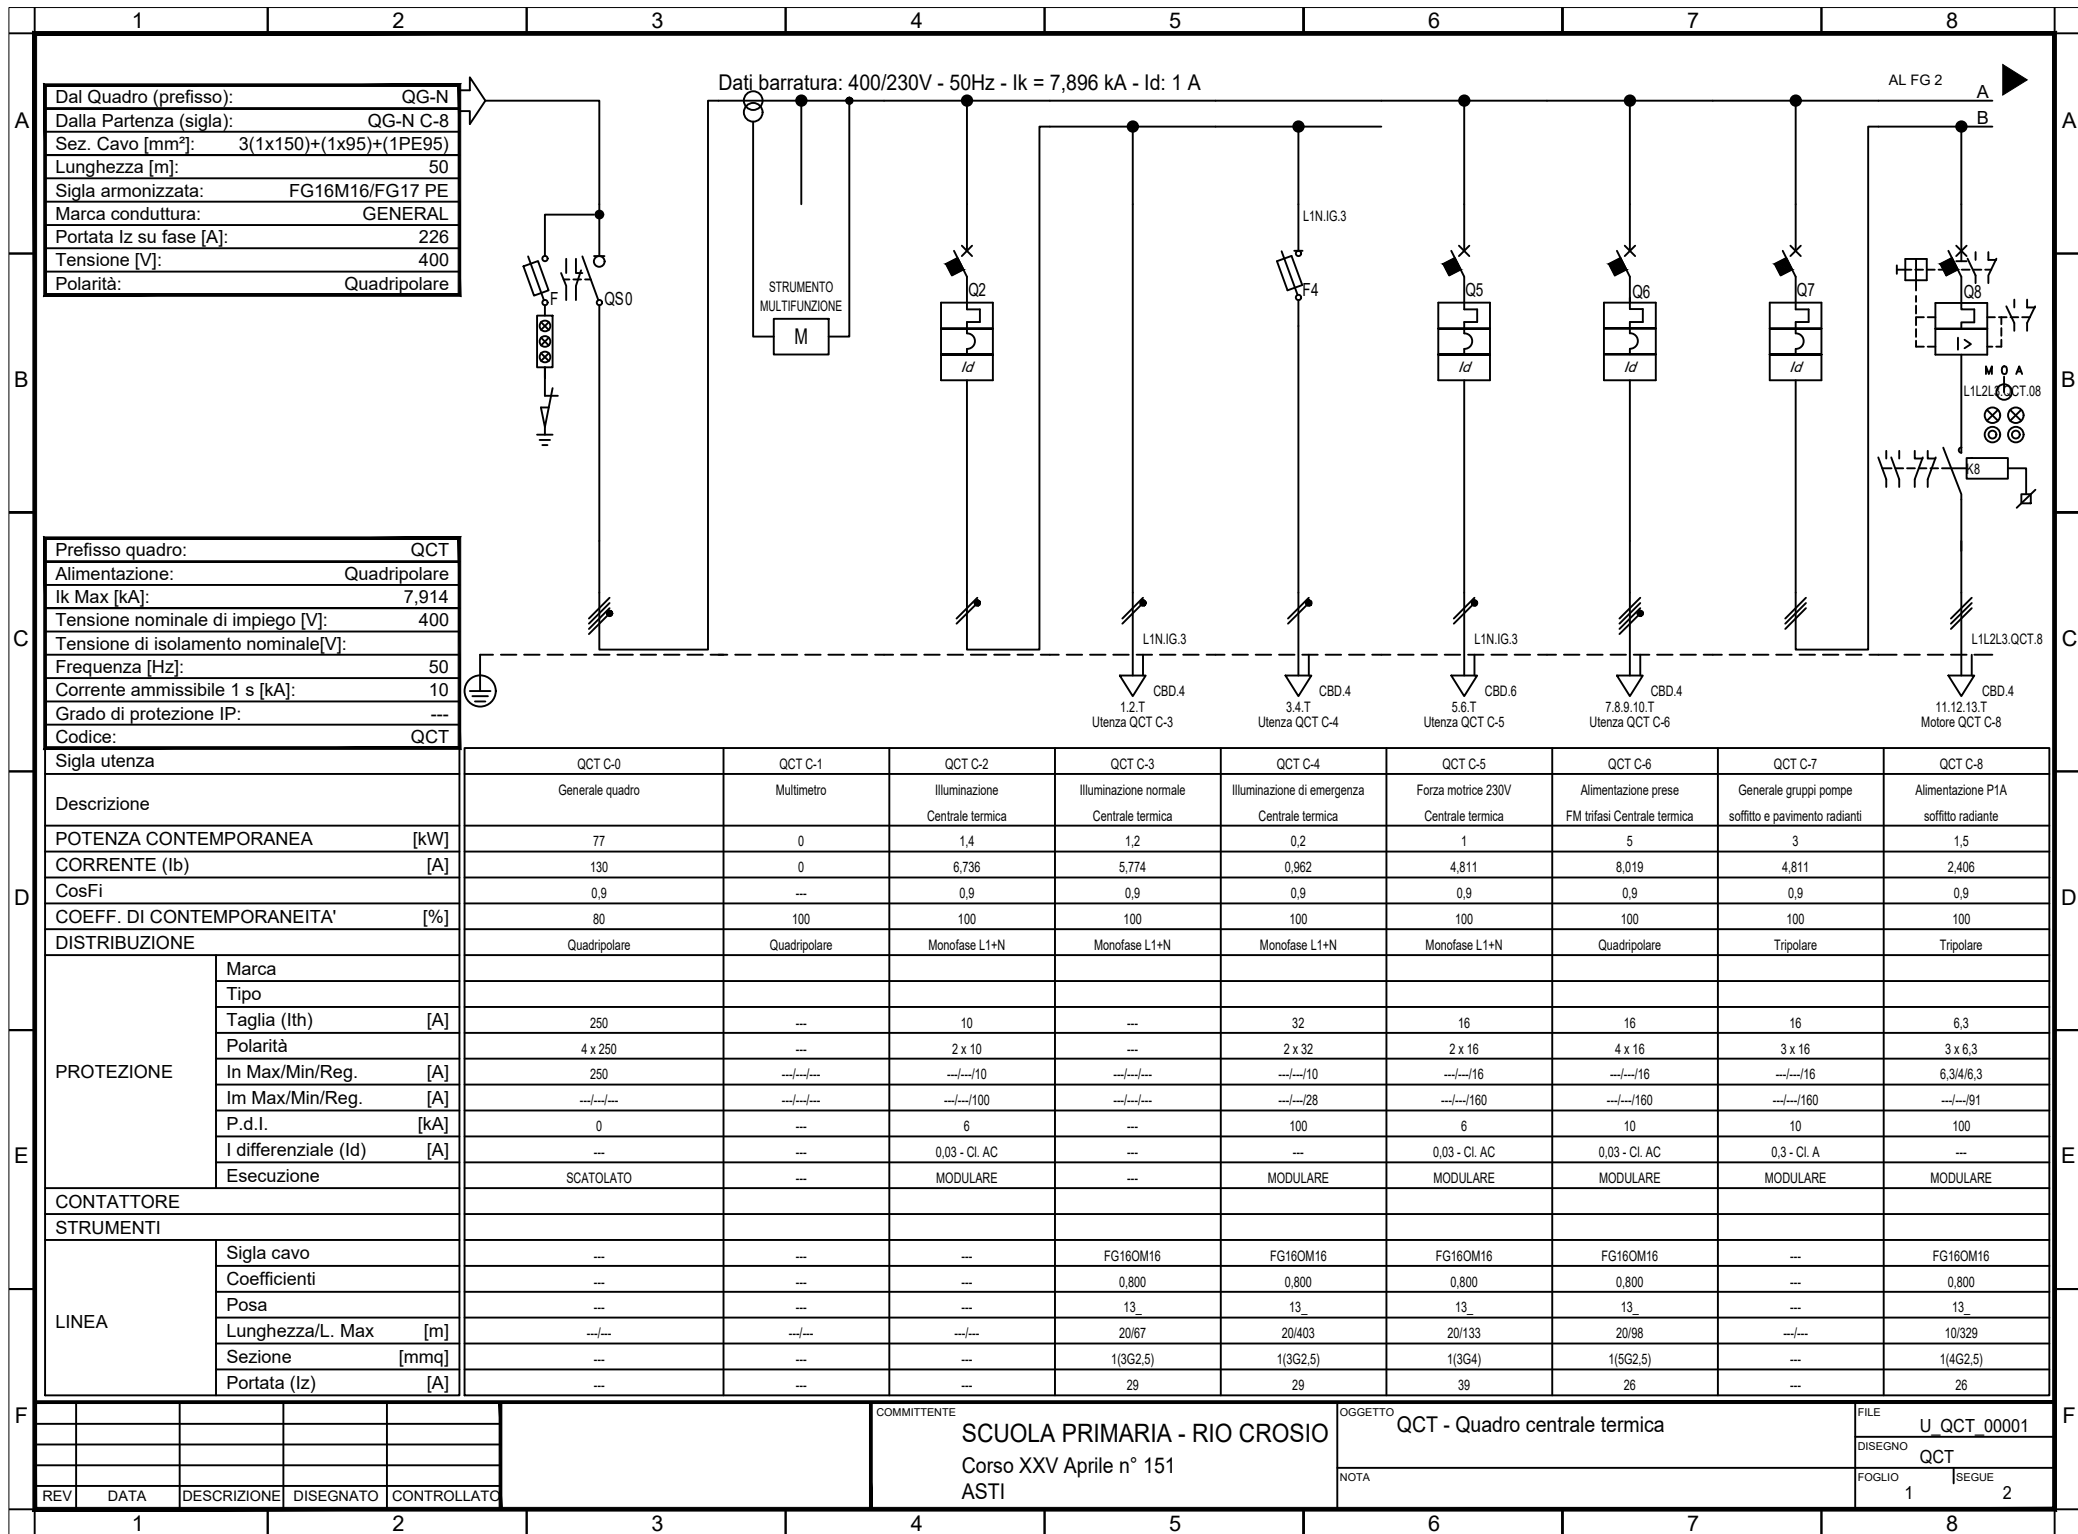 1 2 3 4 5 6 7 8
A
B
C
D
E
F
Dal Quadro (prefisso): QG-N
Dalla Partenza (sigla): QG-N C-8
Sez. Cavo [mm²]: 3(1x150)+(1x95)+(1PE95)
Lunghezza [m]: 50
Sigla armonizzata: FG16M16/FG17 PE
Marca conduttura: GENERAL
Portata Iz su fase [A]: 226
Tensione [V]: 400
Polarità: Quadripolare
Dati barratura: 400/230V - 50Hz - Ik = 7,896 kA - Id: 1 A
AL FG 2
A
B
L1N.IG.3
F QS0
STRUMENTO
MULTIFUNZIONE
M
Q2 F4 Q5 Q6 Q7 Q8
Id Id Id Id I>
M 0 A
L1L2L3.QCT.08
K8
Prefisso quadro: QCT
Alimentazione: Quadripolare
Ik Max [kA]: 7,914
Tensione nominale di impiego [V]: 400
Tensione di isolamento nominale[V]:
Frequenza [Hz]: 50
Corrente ammissibile 1 s [kA]: 10
Grado di protezione IP: ---
Codice: QCT
L1N.IG.3 L1N.IG.3 L1L2L3.QCT.8
CBD.4 CBD.4 CBD.6 CBD.4 CBD.4
1.2.T 3.4.T 5.6.T 7.8.9.10.T 11.12.13.T
Utenza QCT C-3 Utenza QCT C-4 Utenza QCT C-5 Utenza QCT C-6 Motore QCT C-8
Sigla utenza QCT C-0 QCT C-1 QCT C-2 QCT C-3 QCT C-4 QCT C-5 QCT C-6 QCT C-7 QCT C-8
Descrizione Generale quadro Multimetro Illuminazione Illuminazione normale Illuminazione di emergenza Forza motrice 230V Alimentazione prese Generale gruppi pompe Alimentazione P1A
Centrale termica Centrale termica Centrale termica Centrale termica FM trifasi Centrale termica soffitto e pavimento radianti soffitto radiante
POTENZA CONTEMPORANEA [kW] 77 0 1,4 1,2 0,2 1 5 3 1,5
CORRENTE (Ib) [A] 130 0 6,736 5,774 0,962 4,811 8,019 4,811 2,406
CosFi 0,9 --- 0,9 0,9 0,9 0,9 0,9 0,9 0,9
COEFF. DI CONTEMPORANEITA' [%] 80 100 100 100 100 100 100 100 100
DISTRIBUZIONE Quadripolare Quadripolare Monofase L1+N Monofase L1+N Monofase L1+N Monofase L1+N Quadripolare Tripolare Tripolare
PROTEZIONE
Marca
Tipo
Taglia (Ith) [A] 250 --- 10 --- 32 16 16 16 6,3
Polarità 4 x 250 --- 2 x 10 --- 2 x 32 2 x 16 4 x 16 3 x 16 3 x 6,3
In Max/Min/Reg. [A] 250 ---/---/--- ---/---/10 ---/---/--- ---/---/10 ---/---/16 ---/---/16 ---/---/16 6,3/4/6,3
Im Max/Min/Reg. [A] ---/---/--- ---/---/--- ---/---/100 ---/---/--- ---/---/28 ---/---/160 ---/---/160 ---/---/160 ---/---/91
P.d.I. [kA] 0 --- 6 --- 100 6 10 10 100
I differenziale (Id) [A] --- --- 0,03 - Cl. AC --- --- 0,03 - Cl. AC 0,03 - Cl. AC 0,3 - Cl. A ---
Esecuzione SCATOLATO --- MODULARE --- MODULARE MODULARE MODULARE MODULARE MODULARE
CONTATTORE
STRUMENTI
LINEA
Sigla cavo --- --- --- FG16OM16 FG16OM16 FG16OM16 FG16OM16 --- FG16OM16
Coefficienti --- --- --- 0,800 0,800 0,800 0,800 --- 0,800
Posa --- --- --- 13_ 13_ 13_ 13_ --- 13_
Lunghezza/L. Max [m] ---/--- ---/--- ---/--- 20/67 20/403 20/133 20/98 ---/--- 10/329
Sezione [mmq] --- --- --- 1(3G2,5) 1(3G2,5) 1(3G4) 1(5G2,5) --- 1(4G2,5)
Portata (Iz) [A] --- --- --- 29 29 39 26 --- 26
REV DATA DESCRIZIONE DISEGNATO CONTROLLATO
COMMITTENTE
SCUOLA PRIMARIA - RIO CROSIO
Corso XXV Aprile n° 151
ASTI
OGGETTO QCT - Quadro centrale termica
NOTA
FILE U_QCT_00001
DISEGNO QCT
FOGLIO 1 SEGUE 2
A
B
C
D
E
F
1 2 3 4 5 6 7 8